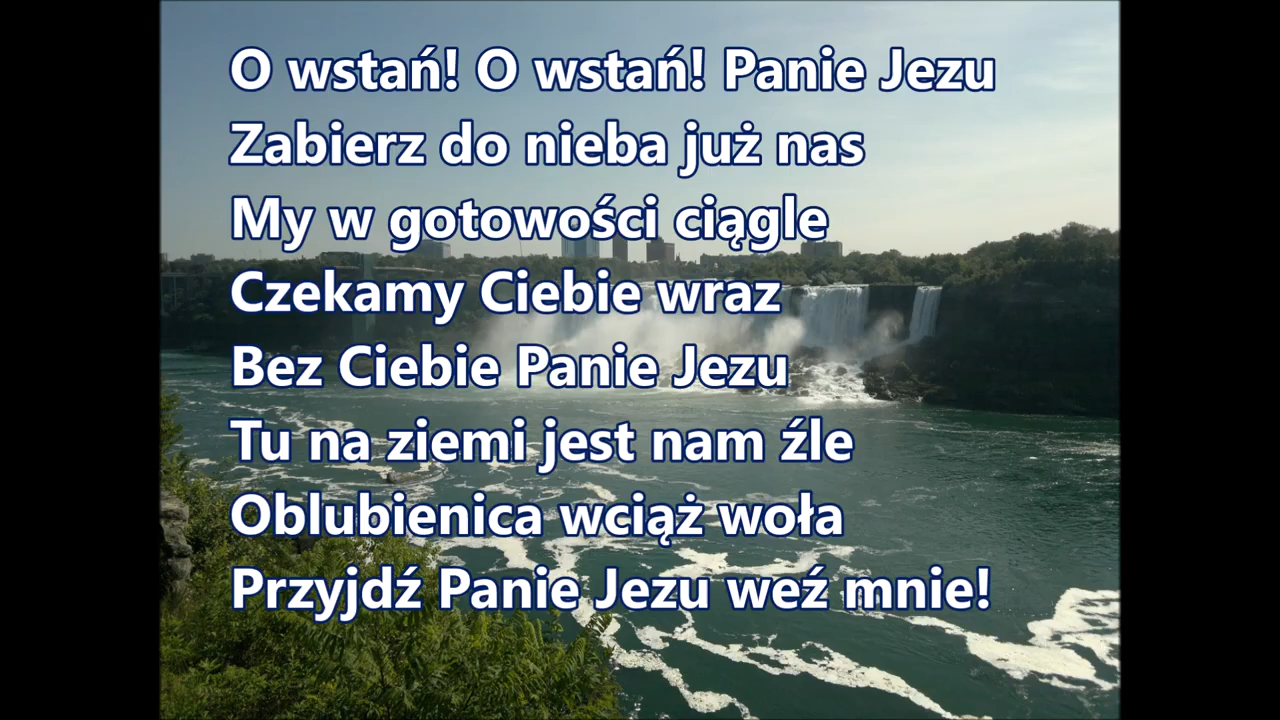 O wstań! O wstań! Panie Jezu
Zabierz do nieba już nas
My w gotowości ciągle
Czekamy Ciebie wraz
Bez Ciebie Panie Jezu
Tu na ziemi jest nam źle
Oblubienica wciąż woła
Przyjdź Panie Jezu weź mnie!